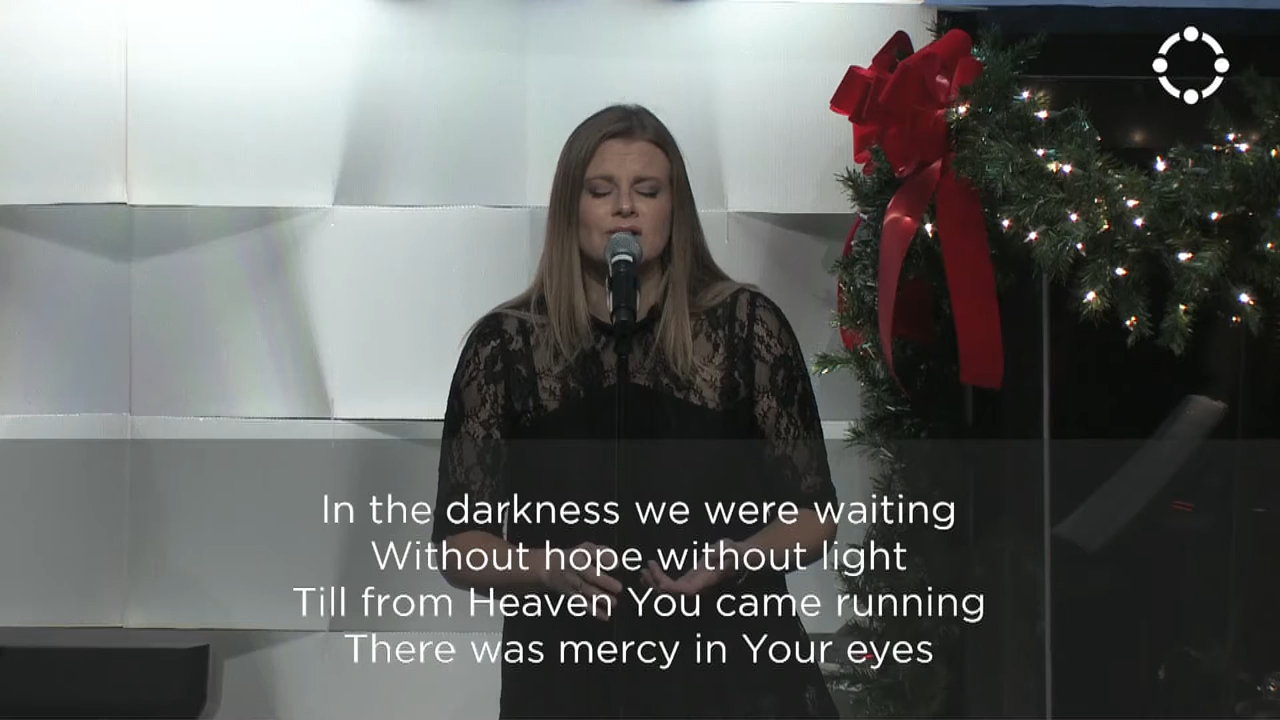 In the darkness we were waiting
Without hope without light
Till from Heaven You came running
There was mercy in Your eyes